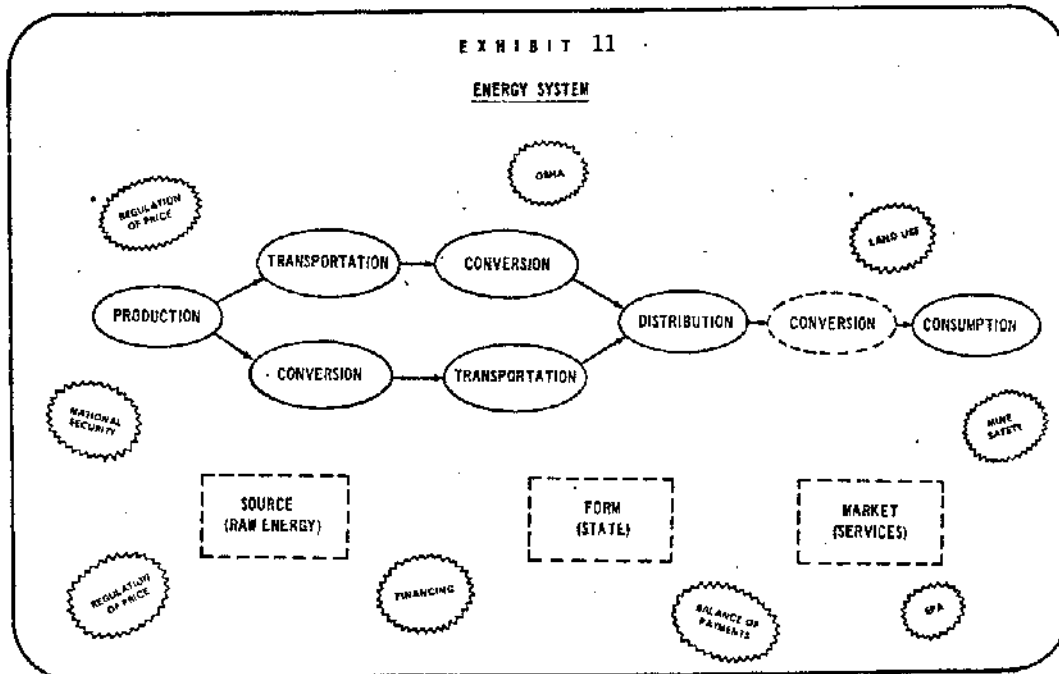 EXHIBIT 11
ENERGY SYSTEM
OSHA
REGULATION
OF PRICE
LAND USE
TRANSPORTATION
CONVERSION
PRODUCTION
DISTRIBUTION
CONVERSION
CONSUMPTION
CONVERSION
TRANSPORTATION
NATIONAL
SECURITY
MINE
SAFETY
SOURCE
(RAW ENERGY)
FORM
(STATE)
MARKET
(SERVICES)
REGULATION
OF PRICE
FINANCING
BALANCE OF
PAYMENTS
EPA